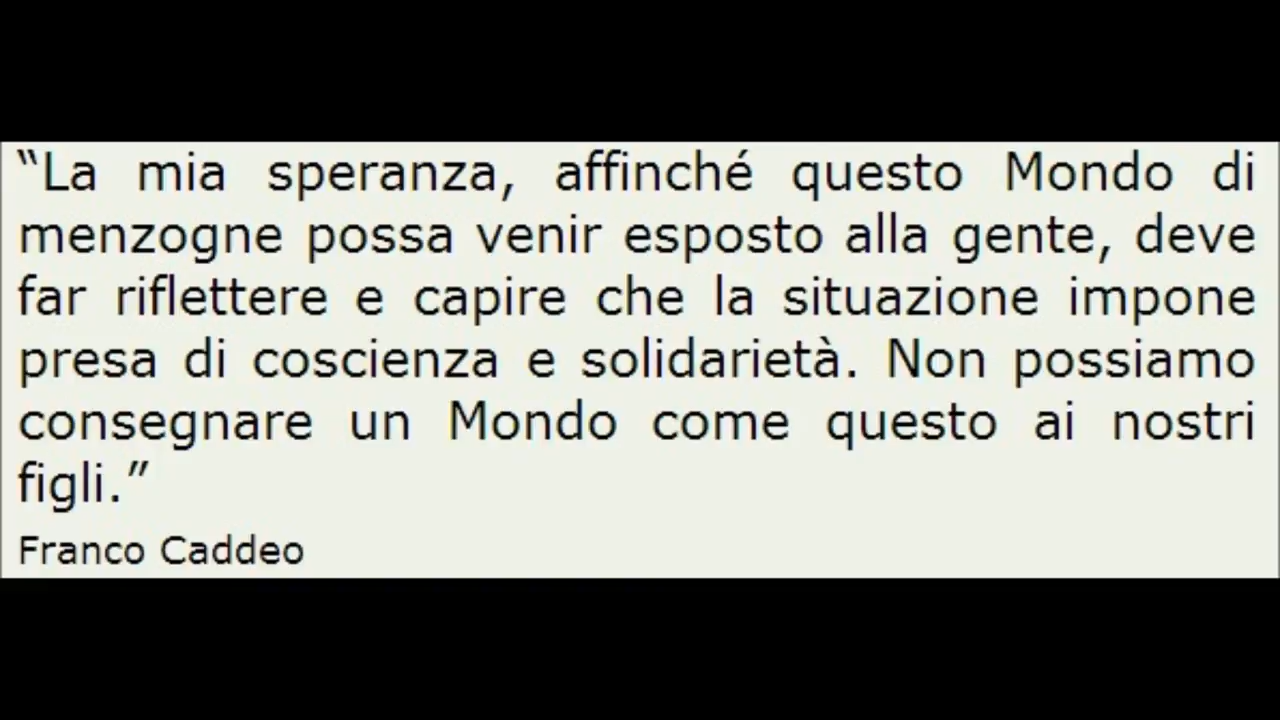 “La mia speranza, affinché questo Mondo di
menzogne possa venir esposto alla gente, deve
far riflettere e capire che la situazione impone
presa di coscienza e solidarietà. Non possiamo
consegnare un Mondo come questo ai nostri
figli.”
Franco Caddeo